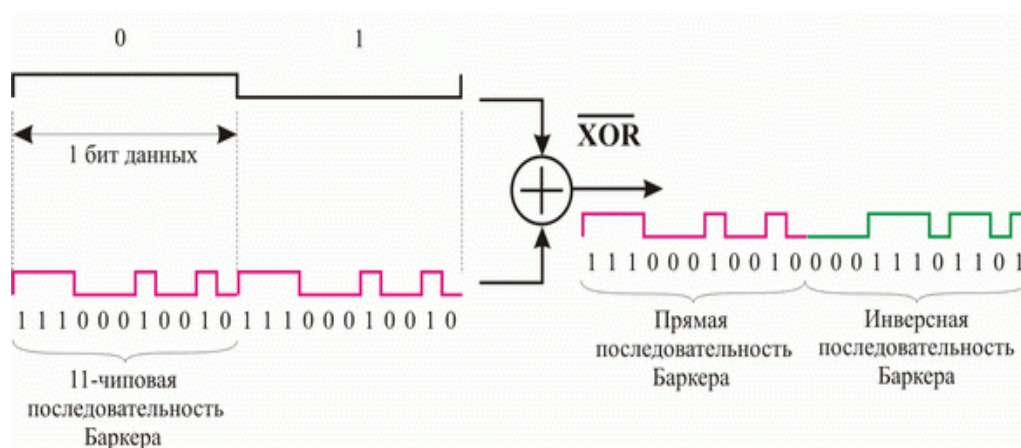 0 1
1 бит данных
XOR
1 1 1 0 0 0 1 0 0 1 0 1 1 1 0 0 0 1 0 0 1 0
1 1 1 0 0 0 1 0 0 1 0 0 0 0 1 1 1 0 1 1 0 1
11-чиповая
последовательность
Баркера
Прямая
последовательность
Баркера
Инверсная
последовательность
Баркера